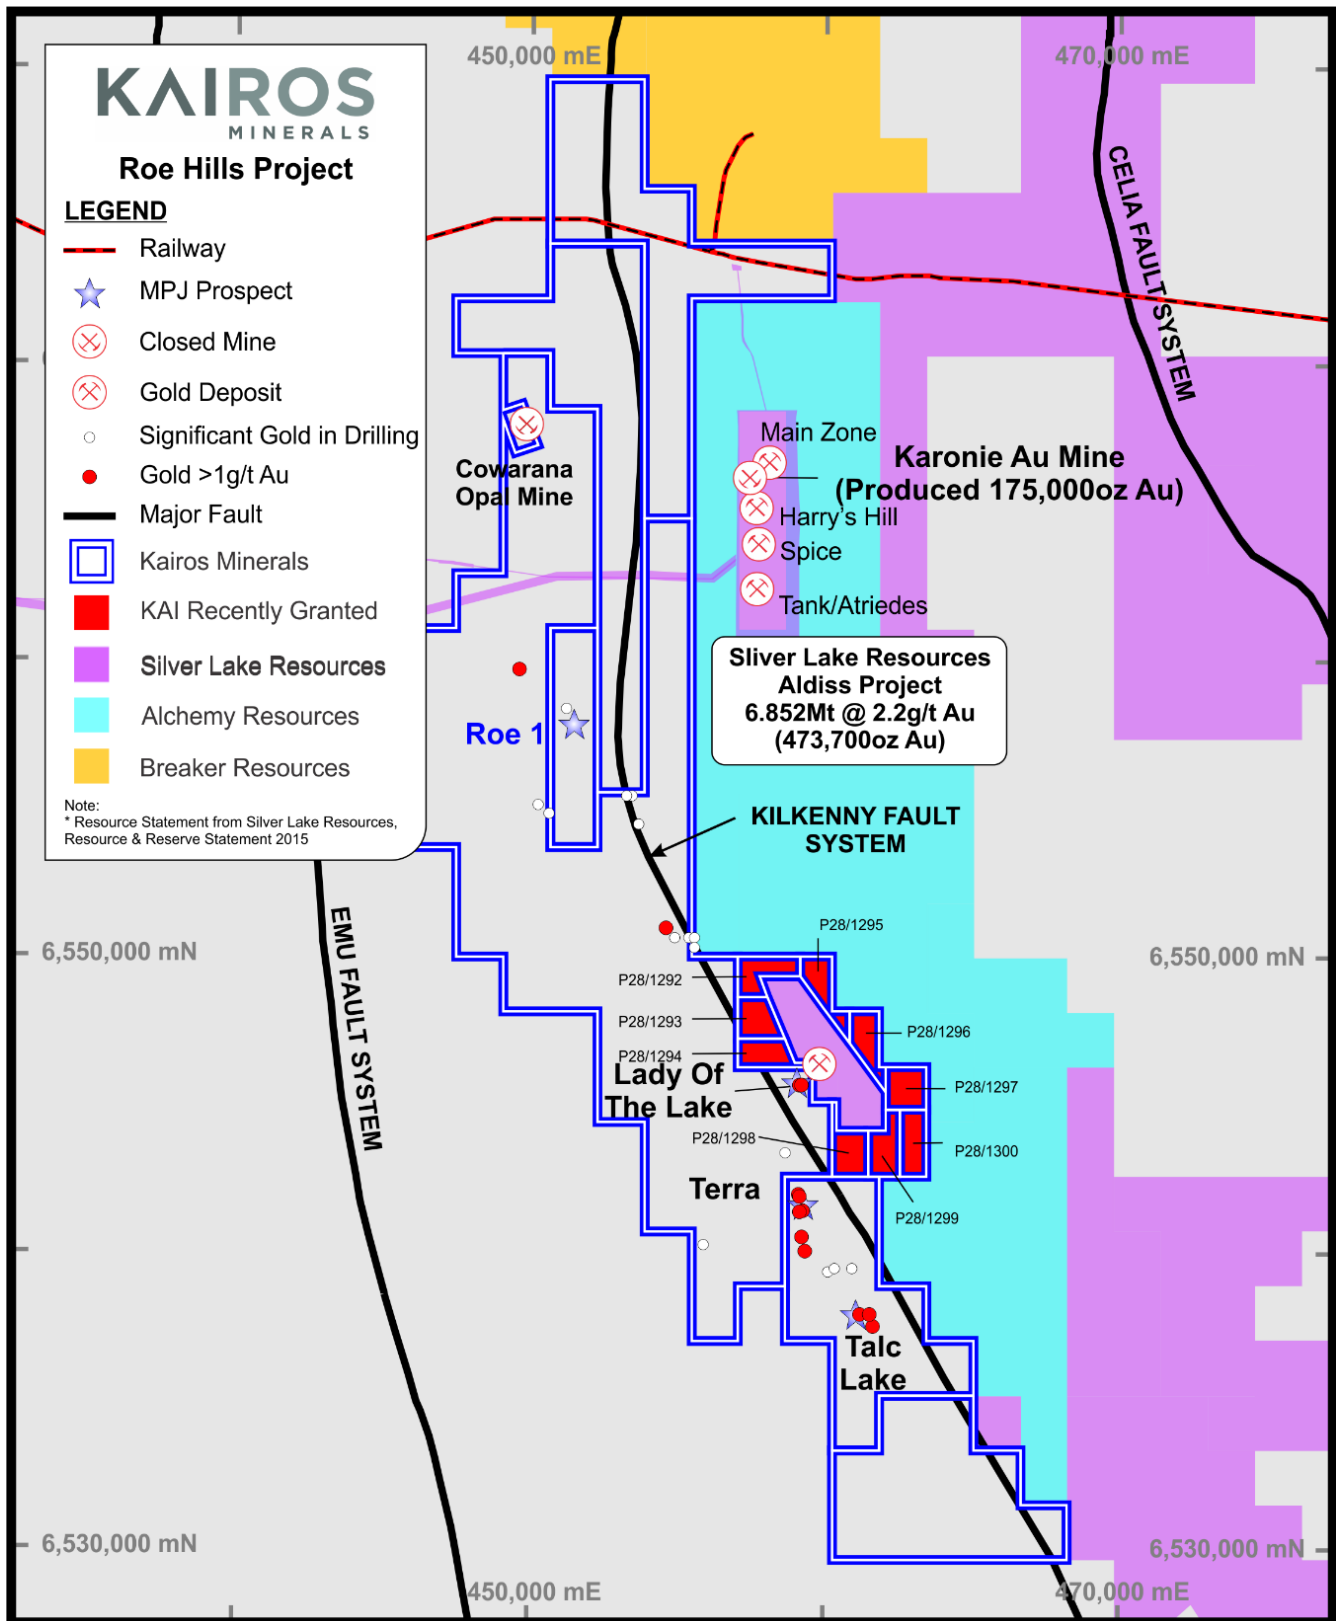 450,000 mE
470,000 mE
KAIROS
MINERALS
Roe Hills Project
LEGEND
Railway
MPJ Prospect
Closed Mine
Gold Deposit
Significant Gold in Drilling
Gold >1g/t Au
Major Fault
Kairos Minerals
KAI Recently Granted
Silver Lake Resources
Alchemy Resources
Breaker Resources
Note:
* Resource Statement from Silver Lake Resources,
Resource & Reserve Statement 2015
CELIA FAULT SYSTEM
Main Zone
Karonie Au Mine
(Produced 175,000oz Au)
Cowarana
Opal Mine
Harry's Hill
Spice
Tank/Atriedes
Sliver Lake Resources
Aldiss Project
6.852Mt @ 2.2g/t Au
(473,700oz Au)
Roe 1
KILKENNY FAULT
SYSTEM
EMU FAULT SYSTEM
6,550,000 mN
6,550,000 mN
P28/1295
P28/1292
P28/1293
P28/1296
P28/1294
Lady Of
The Lake
P28/1297
P28/1298
P28/1300
Terra
P28/1299
Talc
Lake
6,530,000 mN
6,530,000 mN
450,000 mE
470,000 mE